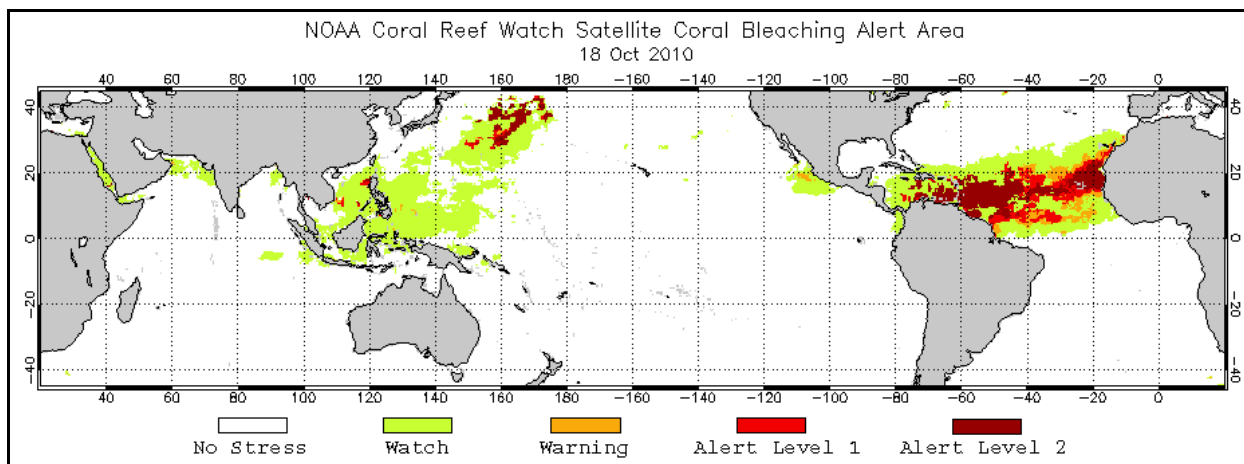 NOAA Coral Reef Watch Satellite Coral Bleaching Alert Area
18 Oct 2010
40 60 80 100 120 140 160 180 -160 -140 -120 -100 -80 -60 -40 -20 0
40 40
20 20
0 0
-20 -20
-40 -40
40 60 80 100 120 140 160 180 -160 -140 -120 -100 -80 -60 -40 -20 0
No Stress Watch Warning Alert Level 1 Alert Level 2